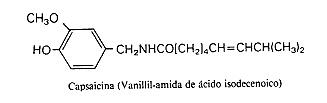 CH₃O
HO CH₂NHCO[CH₂]₄CH=CHCH(CH₃)₂
Capsaicina (Vanillil-amida de ácido isodecenoico)